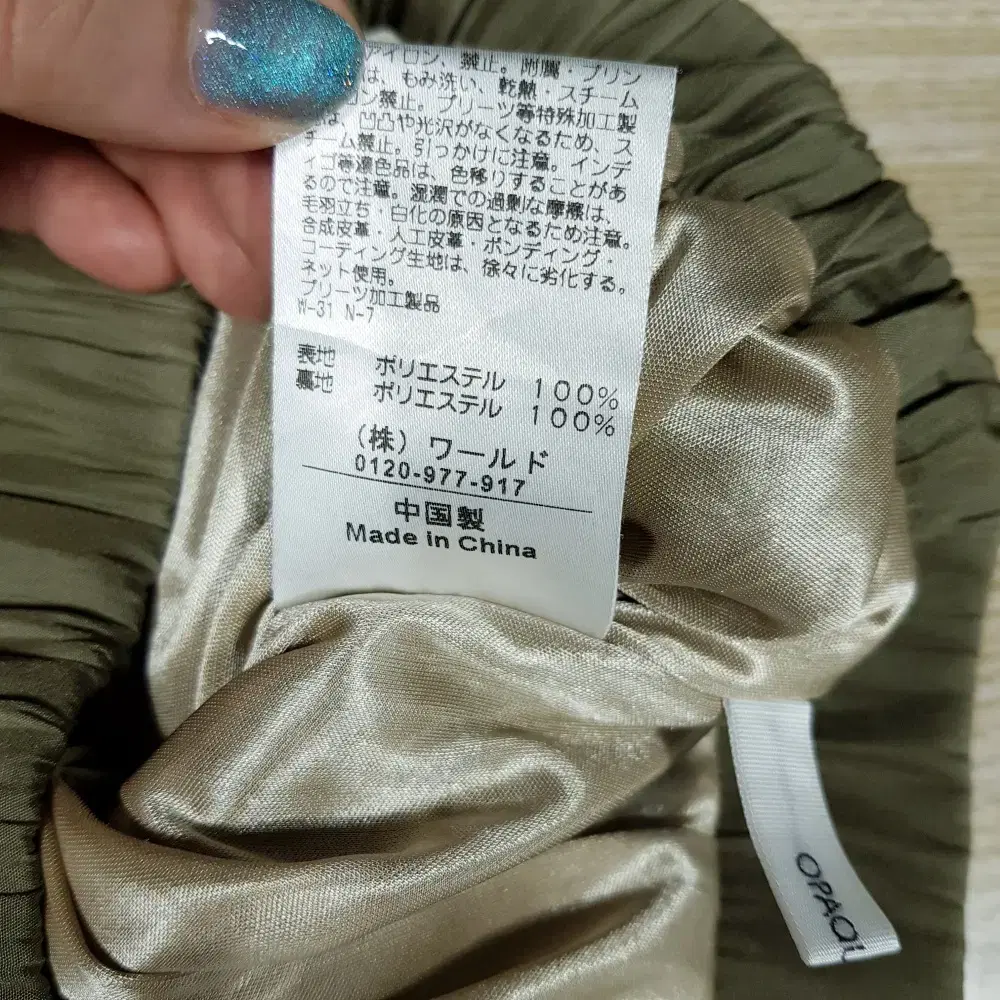 アイロン、禁止。附属・プリン
は、もみ洗い、乾熱・スチーム
ロン禁止。プリーツ等特殊加工製
は、凹凸や光沢がなくなるため、ス
チーム禁止。引っかけに注意。インデ
ィゴ等濃色品は、色移りすることがあ
るので注意。湿潤での過剰な摩擦は、
毛羽立ち・白化の原因となるため注意。
合成皮革・人工皮革・ボンディング・
コーティング生地は、徐々に劣化する。
ネット使用。
プリーツ加工製品
W-31 N-7
表地 ポリエステル 100%
裏地 ポリエステル 100%
(株) ワールド
0120-977-917
中国製
Made in China